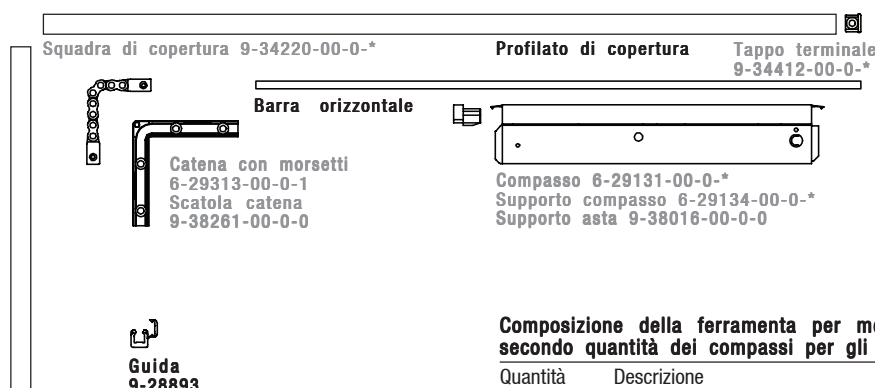 Squadra di copertura 9-34220-00-0-*
Profilato di copertura
Tappo terminale
9-34412-00-0-*
Barra orizzontale
Catena con morsetti
6-29313-00-0-1
Scatola catena
9-38261-00-0-0
Compasso 6-29131-00-0-*
Supporto compasso 6-29134-00-0-*
Supporto asta 9-38016-00-0-0
Guida
9-28893
Composizione della ferramenta per
secondo quantità dei compassi per gli
Quantità Descrizione